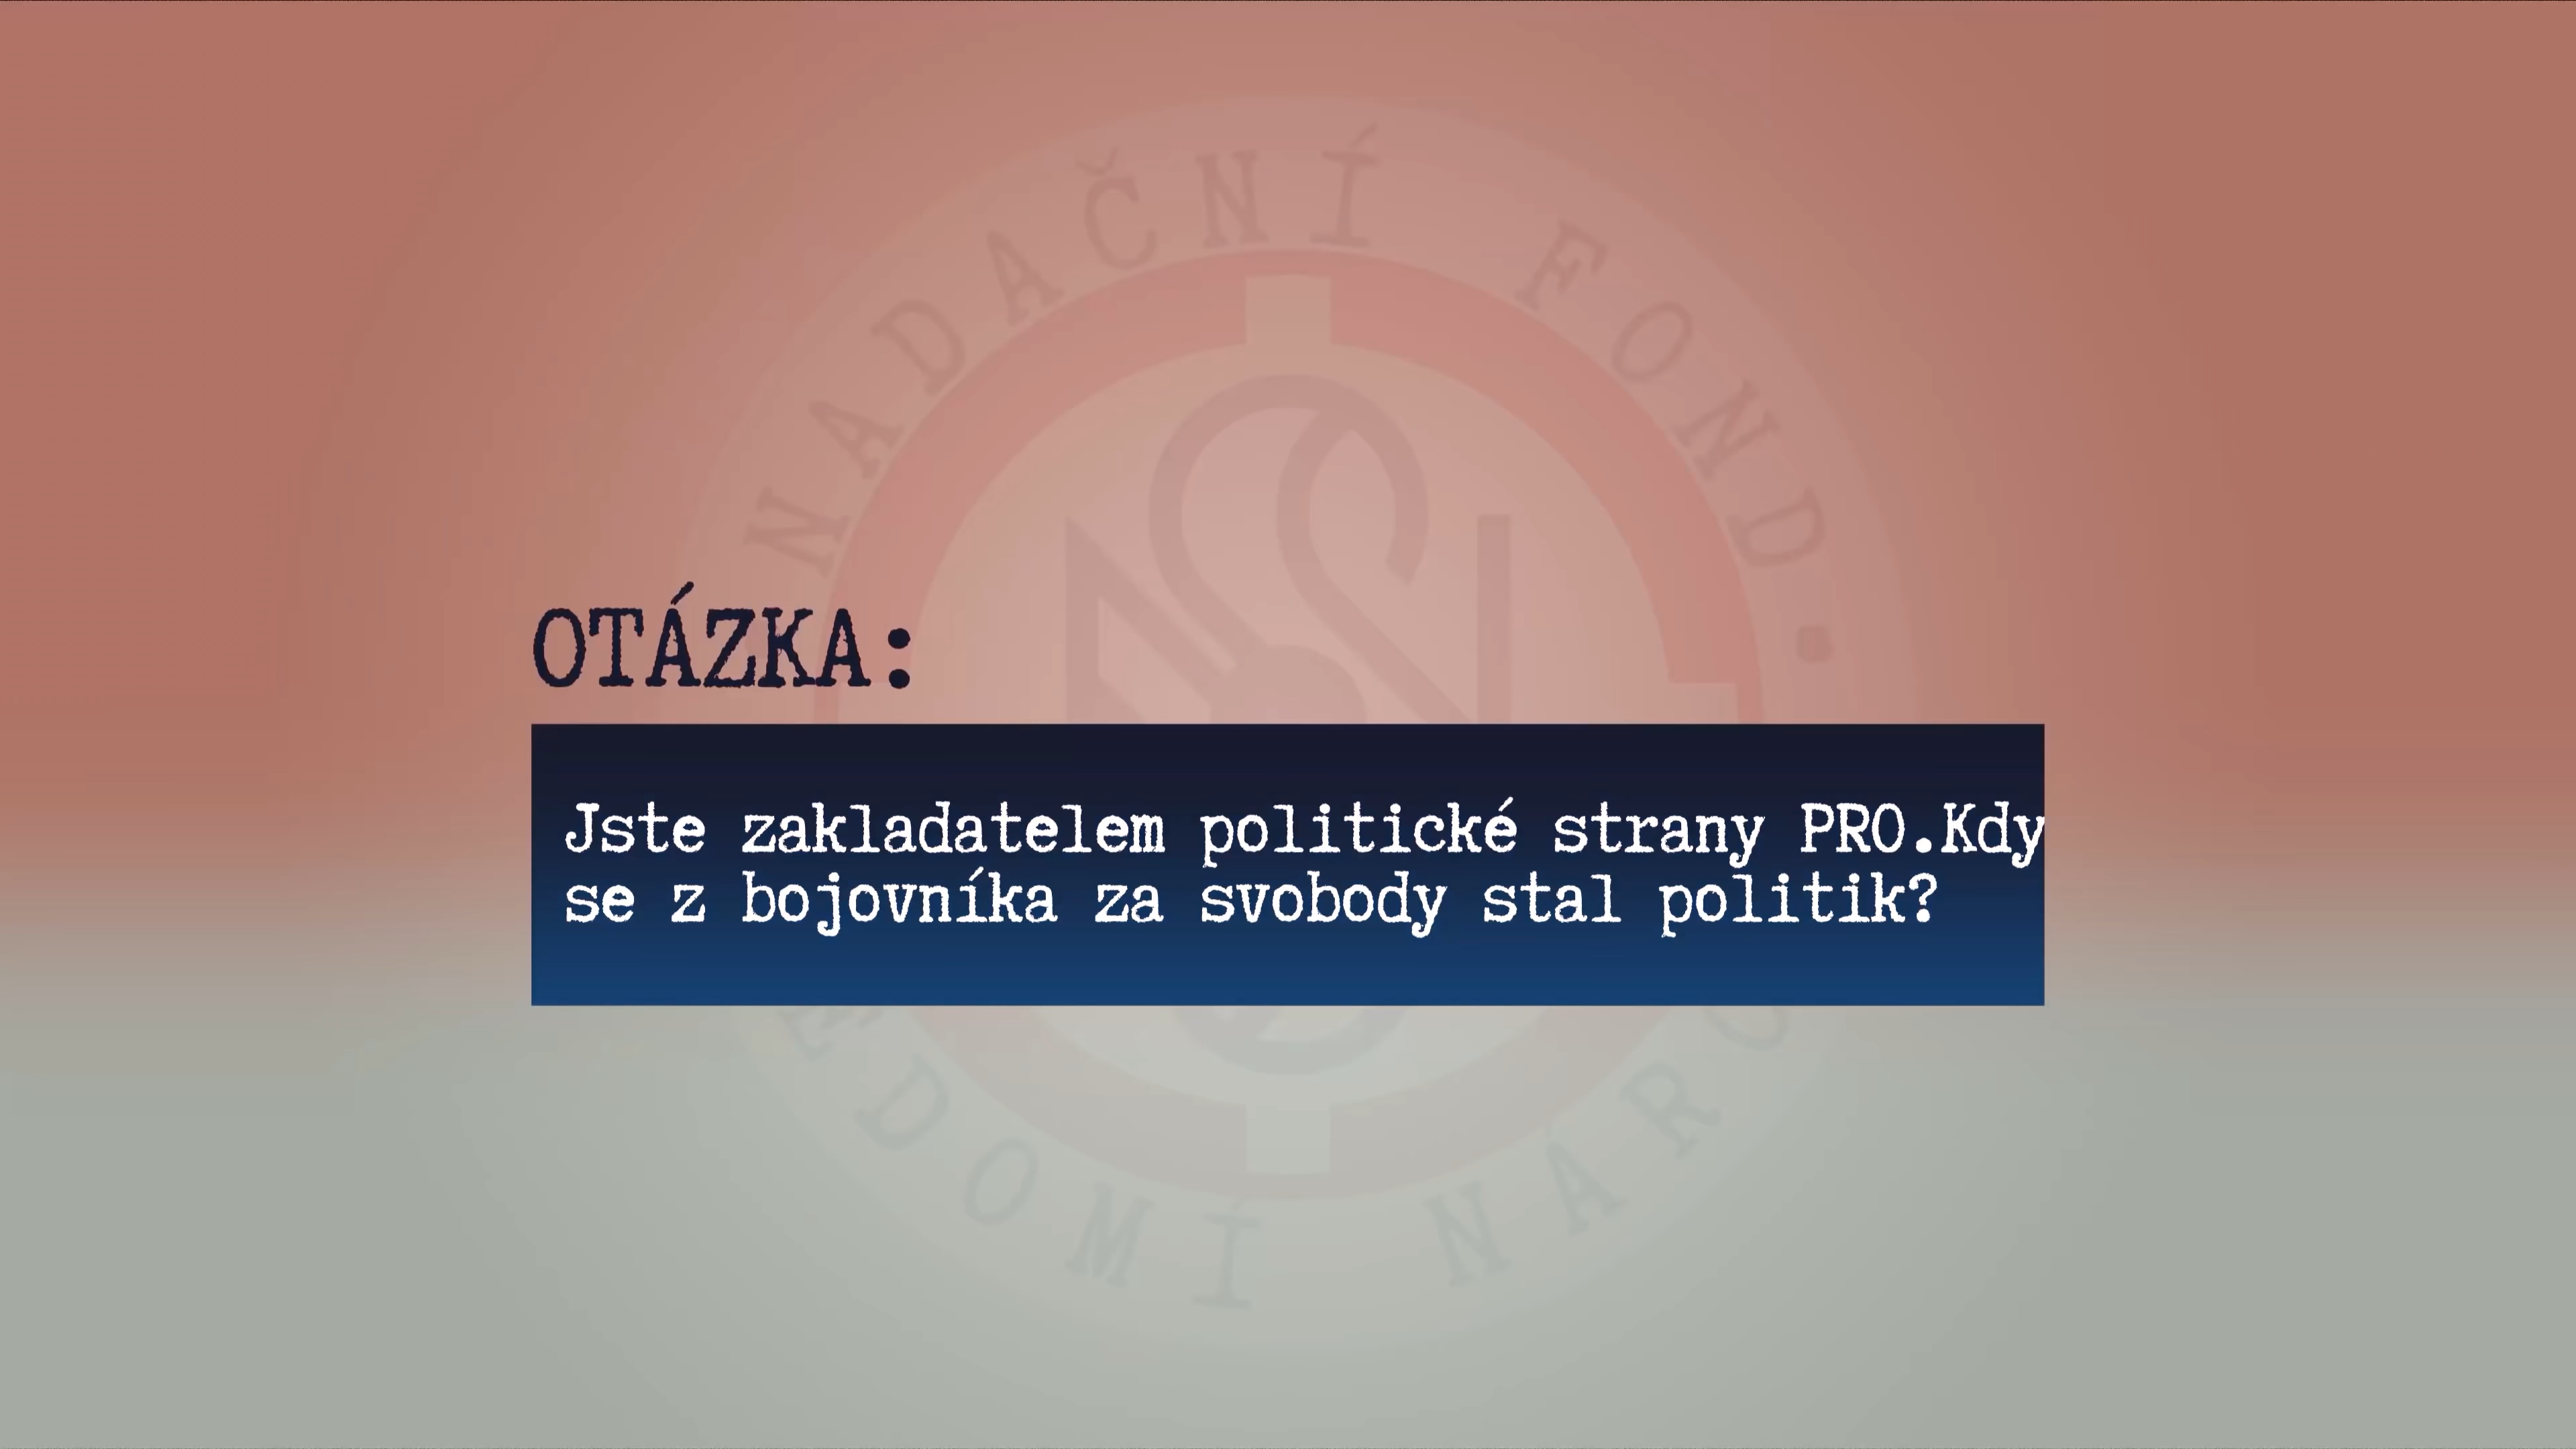 NADAČNÍ FOND.
OTÁZKA:
Jste zakladatelem politické strany PRO.Kdy
se z bojovníka za svobody stal politik?